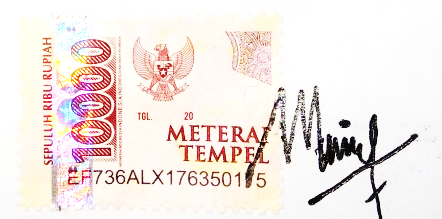 SEPULUH RIBU RUPIAH
10000
TGL. 20
METERAI
TEMPEL
EF736ALX176350175